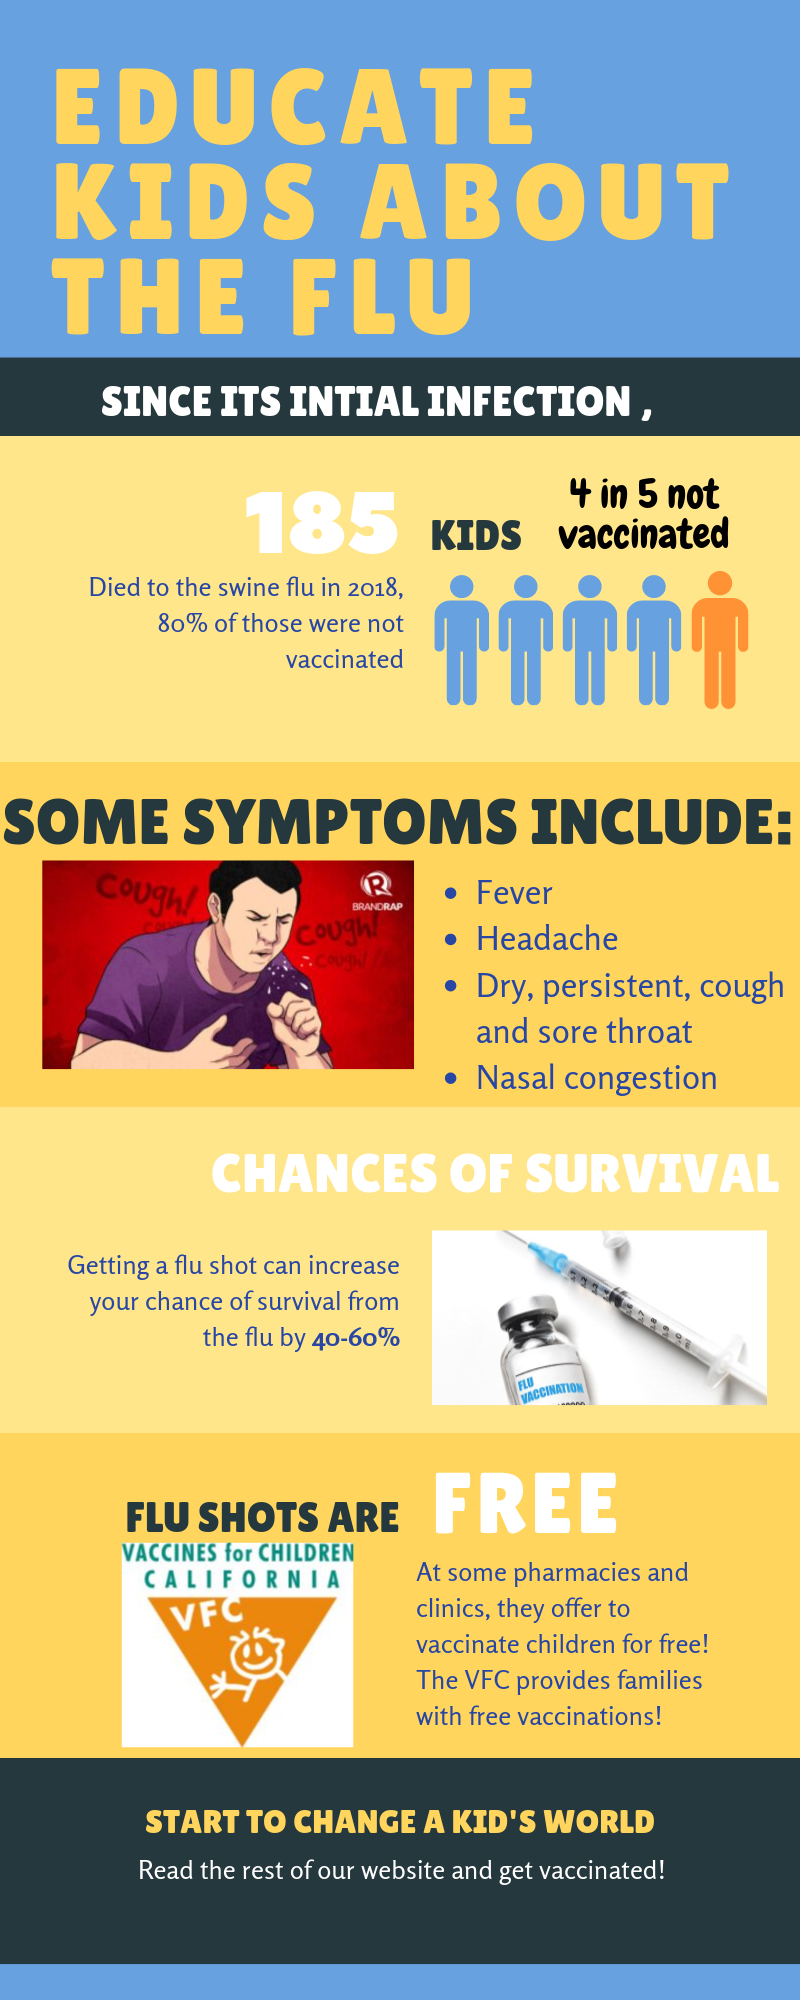 EDUCATE
KIDS ABOUT
THE FLU
SINCE ITS INTIAL INFECTION ,
185
KIDS
4 in 5 not
vaccinated
Died to the swine flu in 2018,
80% of those were not
vaccinated
SOME SYMPTOMS INCLUDE:
Cough!
cough!
cough!
Cough!
R
BRANDRAP
• Fever
• Headache
• Dry, persistent, cough
and sore throat
• Nasal congestion
CHANCES OF SURVIVAL
Getting a flu shot can increase
your chance of survival from
the flu by 40-60%
FLU
VACCINATION
FLU SHOTS ARE
FREE
VACCINES for CHILDREN
CALIFORNIA
VFC
At some pharmacies and
clinics, they offer to
vaccinate children for free!
The VFC provides families
with free vaccinations!
START TO CHANGE A KID'S WORLD
Read the rest of our website and get vaccinated!